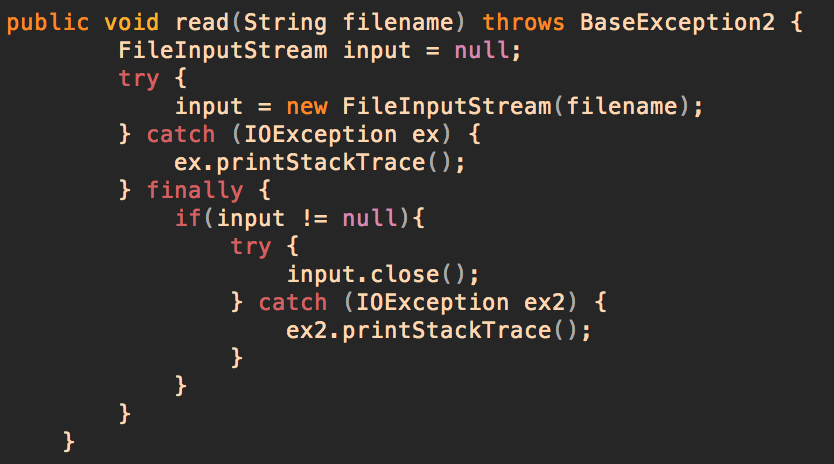 public void read(String filename) throws BaseException2 {
        FileInputStream input = null;
        try {
            input = new FileInputStream(filename);
        } catch (IOException ex) {
            ex.printStackTrace();
        } finally {
            if(input != null){
                try {
                    input.close();
                } catch (IOException ex2) {
                    ex2.printStackTrace();
                }
            }
        }
    }